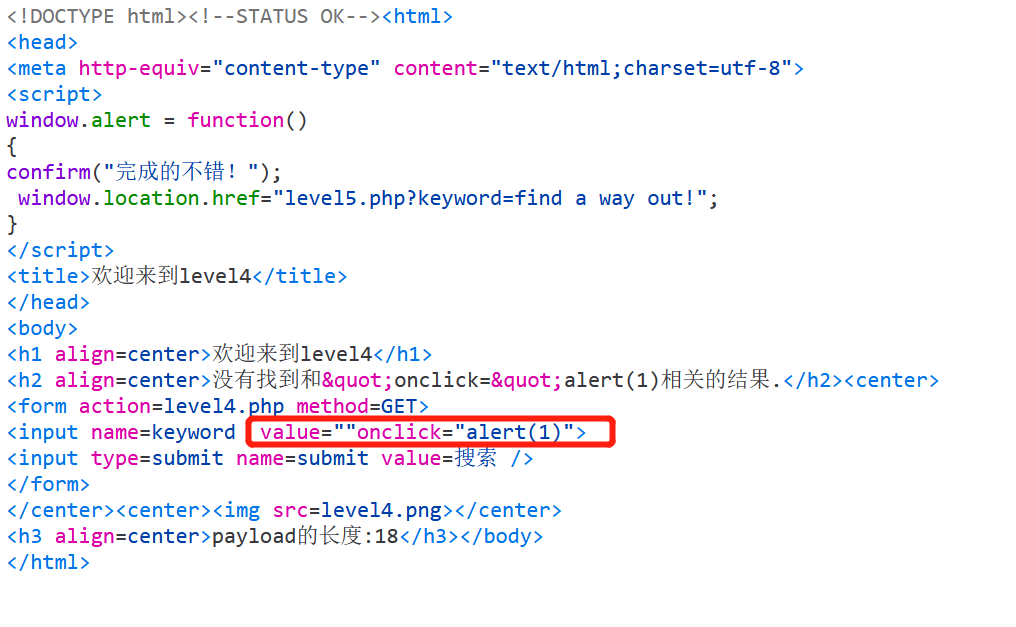 <!DOCTYPE html><!--STATUS OK--><html>
<head>
<meta http-equiv="content-type" content="text/html;charset=utf-8">
<script>
window.alert = function()
{
confirm("完成的不错！");
 window.location.href="level5.php?keyword=find a way out!";
}
</script>
<title>欢迎来到level4</title>
</head>
<body>
<h1 align=center>欢迎来到level4</h1>
<h2 align=center>没有找到和&quot;onclick=&quot;alert(1)相关的结果.</h2><center>
<form action=level4.php method=GET>
<input name=keyword  value=""onclick="alert(1)">
<input type=submit name=submit value=搜索 />
</form>
</center><center><img src=level4.png></center>
<h3 align=center>payload的长度:18</h3></body>
</html>